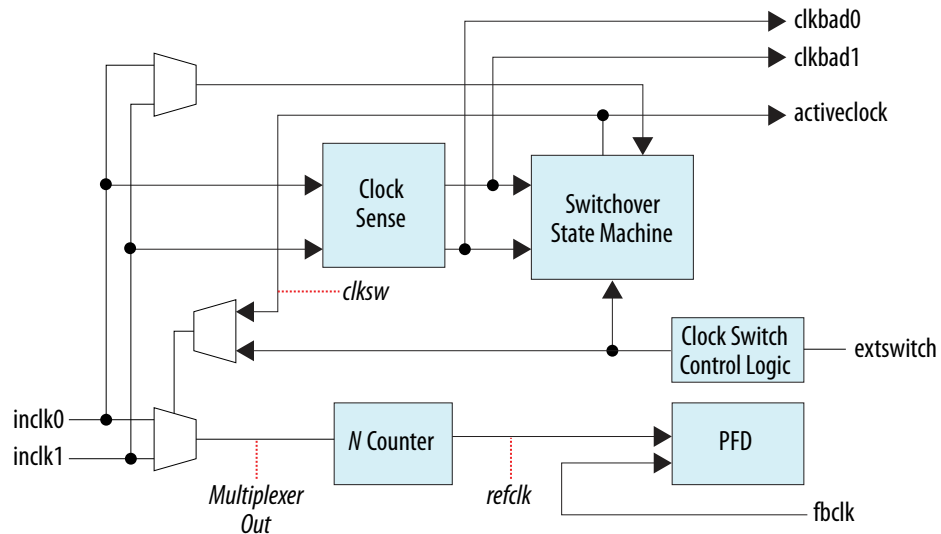 clkbad0
clkbad1
activeclock
Clock
Sense
Switchover
State Machine
clksw
Clock Switch
Control Logic
extswitch
inclk0
inclk1
N Counter
PFD
Multiplexer
Out
refclk
fbclk